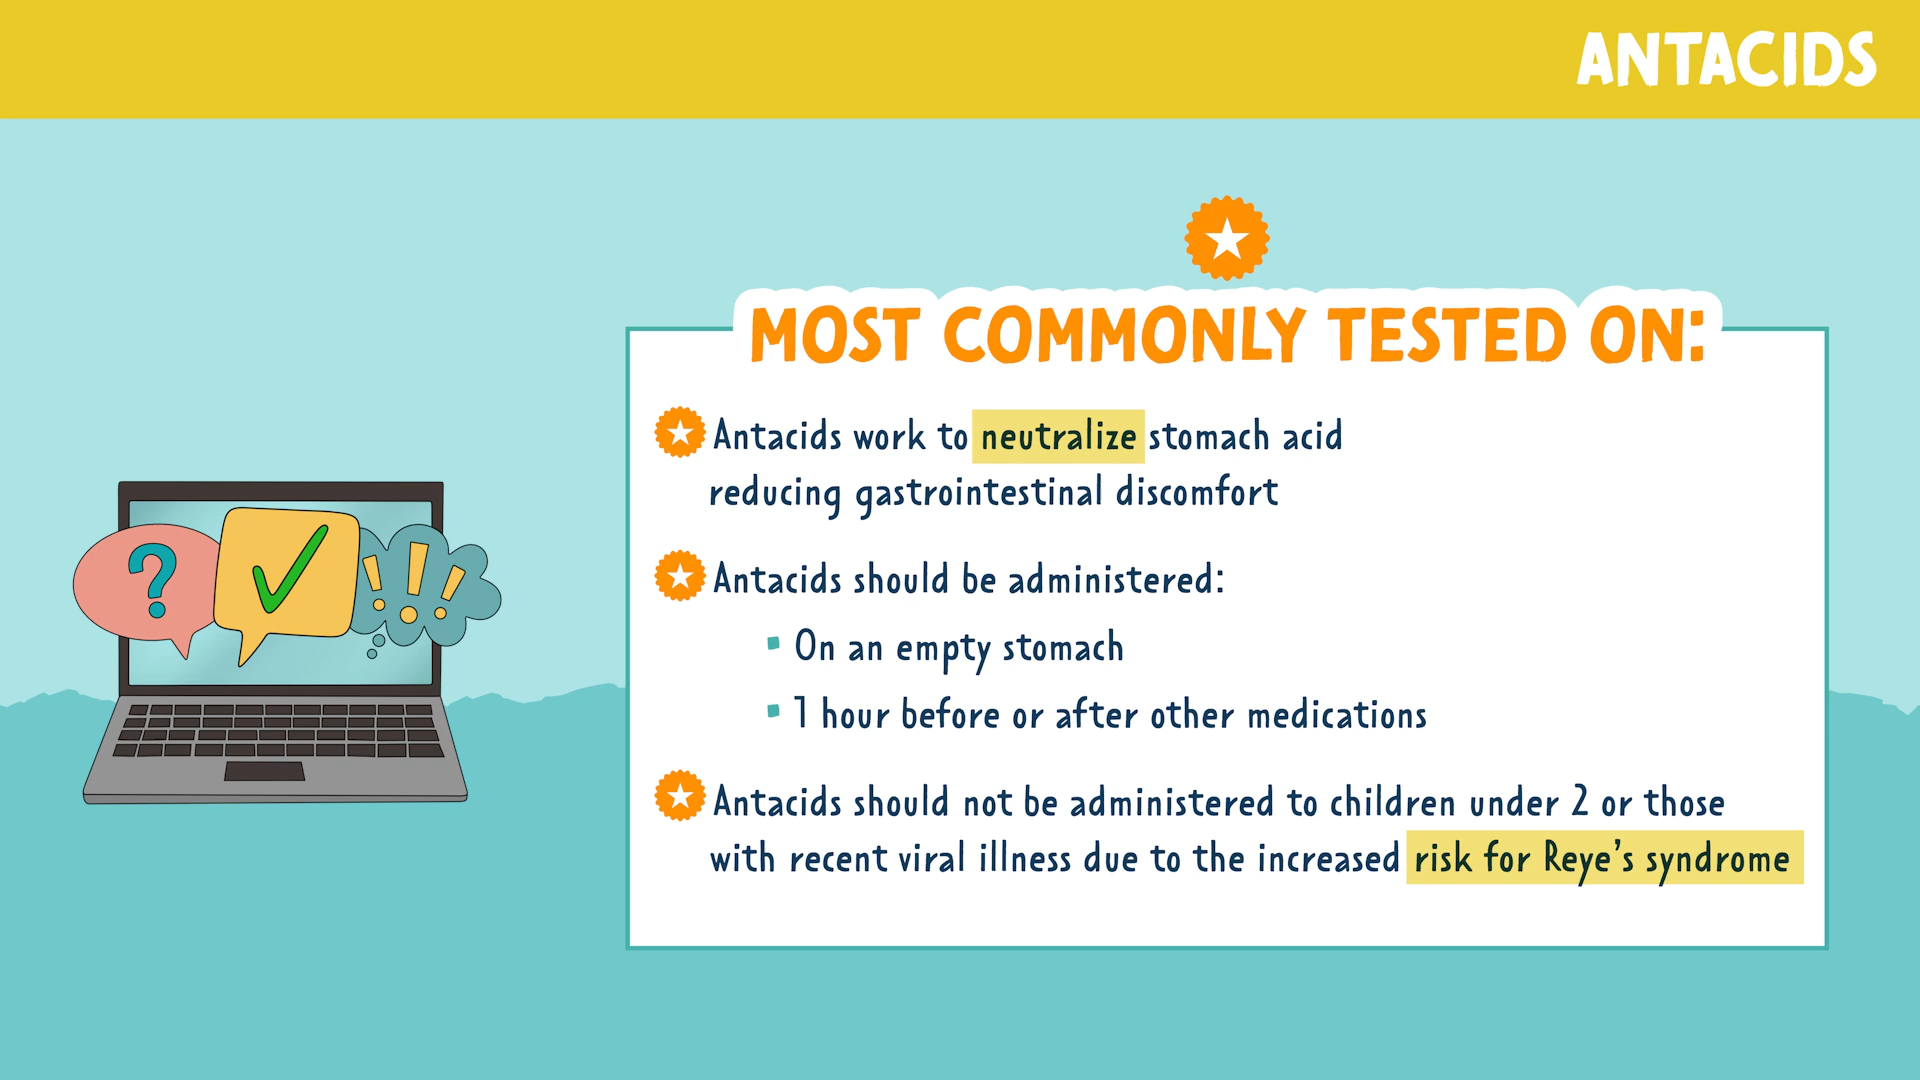 ANTACIDS
MOST COMMONLY TESTED ON:
Antacids work to neutralize stomach acid
reducing gastrointestinal discomfort
Antacids should be administered:
▪ On an empty stomach
▪ 1 hour before or after other medications
Antacids should not be administered to children under 2 or those
with recent viral illness due to the increased risk for Reye's syndrome
? ✓ ! ! !